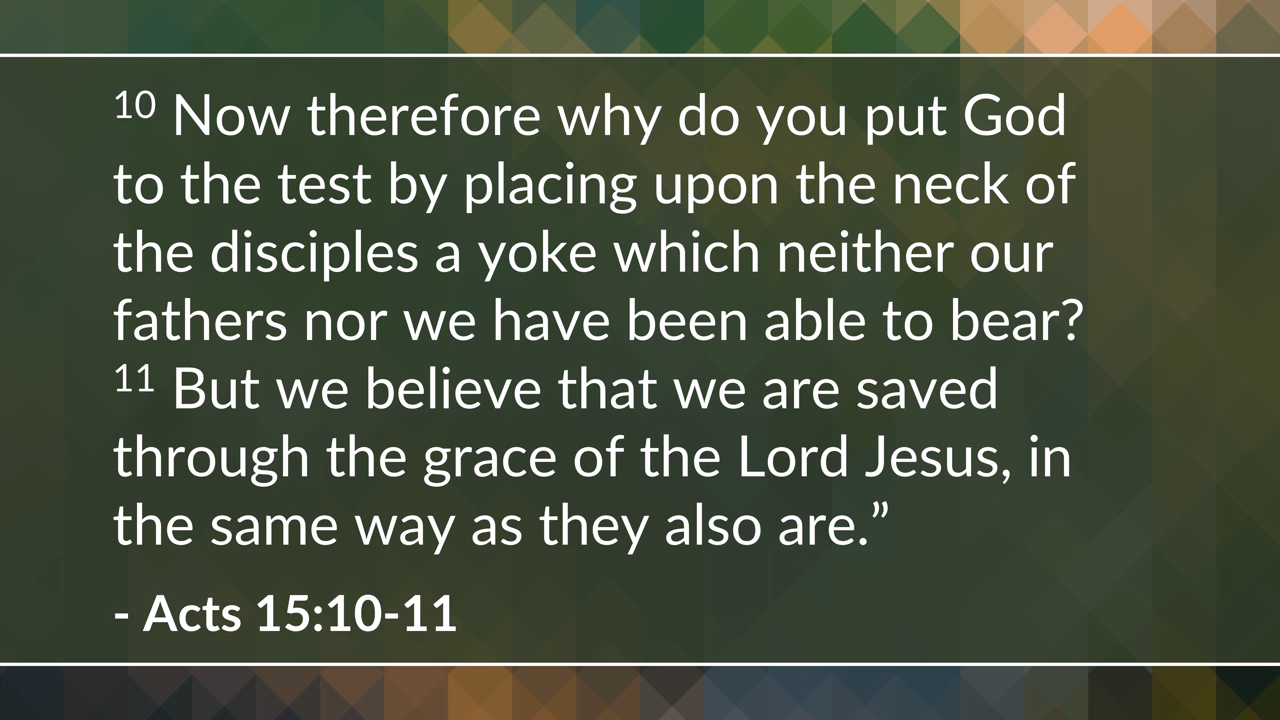 10 Now therefore why do you put God
to the test by placing upon the neck of
the disciples a yoke which neither our
fathers nor we have been able to bear?
11 But we believe that we are saved
through the grace of the Lord Jesus, in
the same way as they also are.”
- Acts 15:10-11